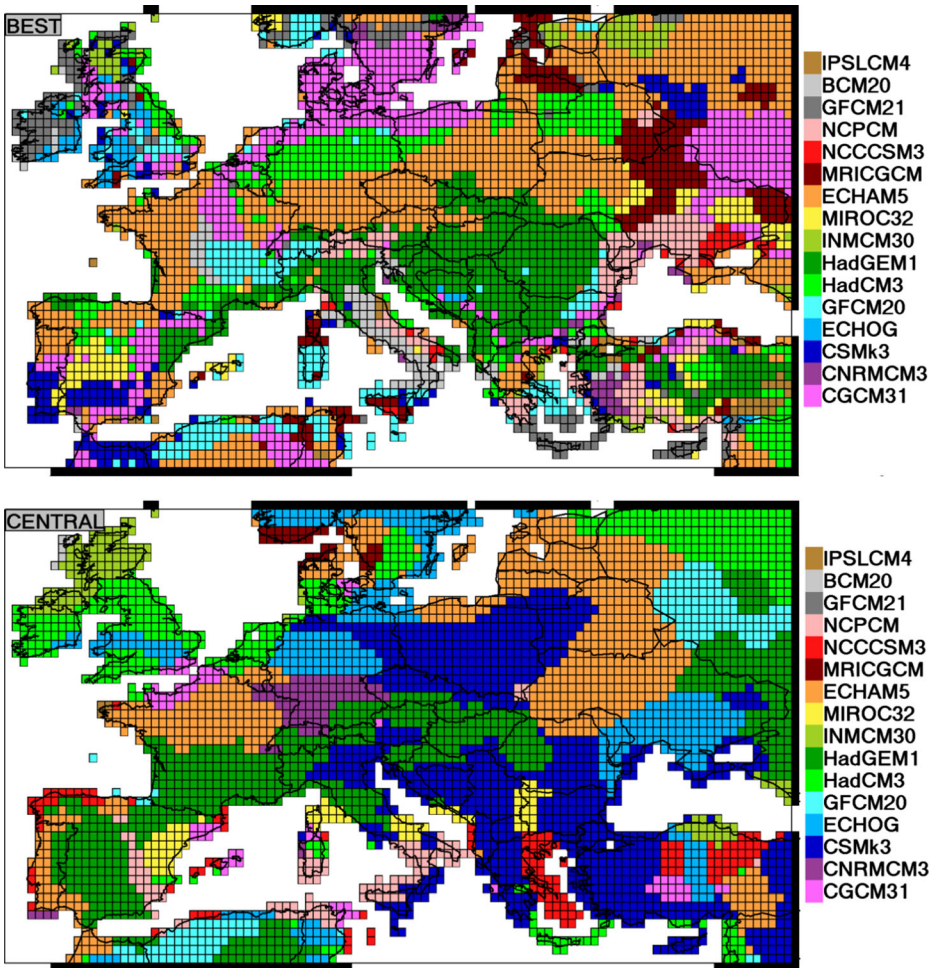 BEST
IPSLCM4
BCM20
GFCM21
NCPCM
NCCCSM3
MRICGCM
ECHAM5
MIROC32
INMCM30
HadGEM1
HadCM3
GFCM20
ECHOG
CSMk3
CNRMCM3
CGCM31
CENTRAL
IPSLCM4
BCM20
GFCM21
NCPCM
NCCCSM3
MRICGCM
ECHAM5
MIROC32
INMCM30
HadGEM1
HadCM3
GFCM20
ECHOG
CSMk3
CNRMCM3
CGCM31